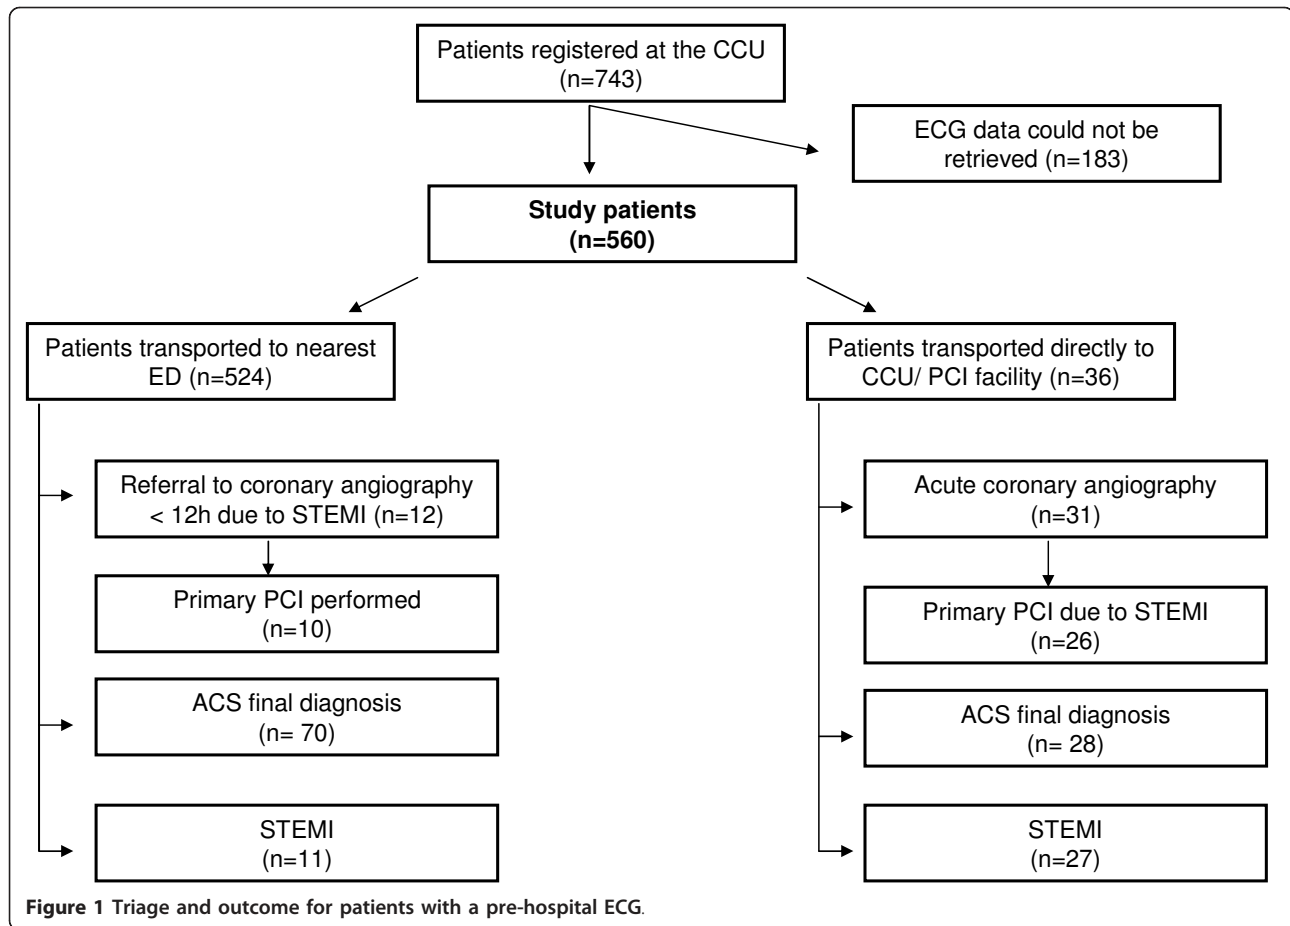 Patients registered at the CCU
(n=743)
ECG data could not be
retrieved (n=183)
Study patients
(n=560)
Patients transported to nearest
ED (n=524)
Patients transported directly to
CCU/ PCI facility (n=36)
Referral to coronary angiography
< 12h due to STEMI (n=12)
Acute coronary angiography
(n=31)
Primary PCI performed
(n=10)
Primary PCI due to STEMI
(n=26)
ACS final diagnosis
(n= 70)
ACS final diagnosis
(n= 28)
STEMI
(n=11)
STEMI
(n=27)
Figure 1 Triage and outcome for patients with a pre-hospital ECG.